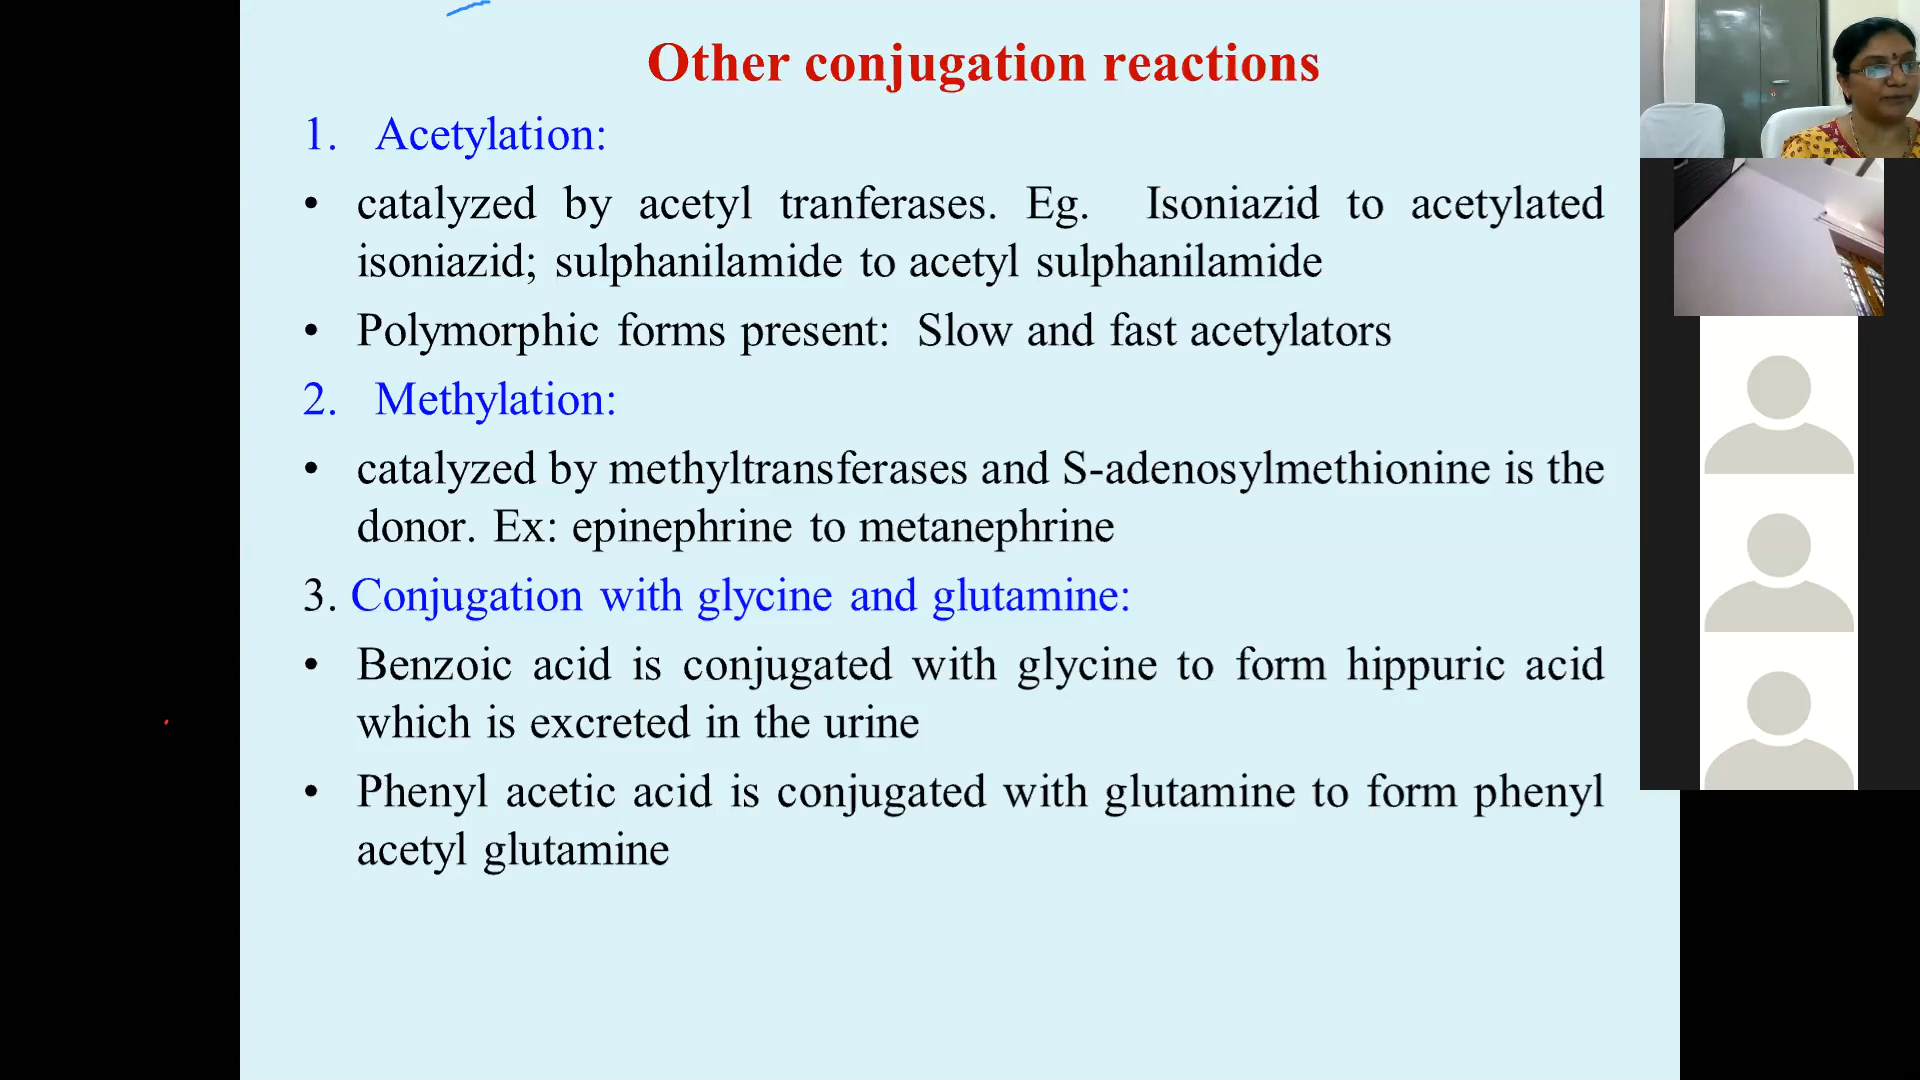 Other conjugation reactions
1. Acetylation:
• catalyzed by acetyl tranferases. Eg. Isoniazid to acetylated
isoniazid; sulphanilamide to acetyl sulphanilamide
• Polymorphic forms present: Slow and fast acetylators
2. Methylation:
• catalyzed by methyltransferases and S-adenosylmethionine is the
donor. Ex: epinephrine to metanephrine
3. Conjugation with glycine and glutamine:
• Benzoic acid is conjugated with glycine to form hippuric acid
which is excreted in the urine
• Phenyl acetic acid is conjugated with glutamine to form phenyl
acetyl glutamine